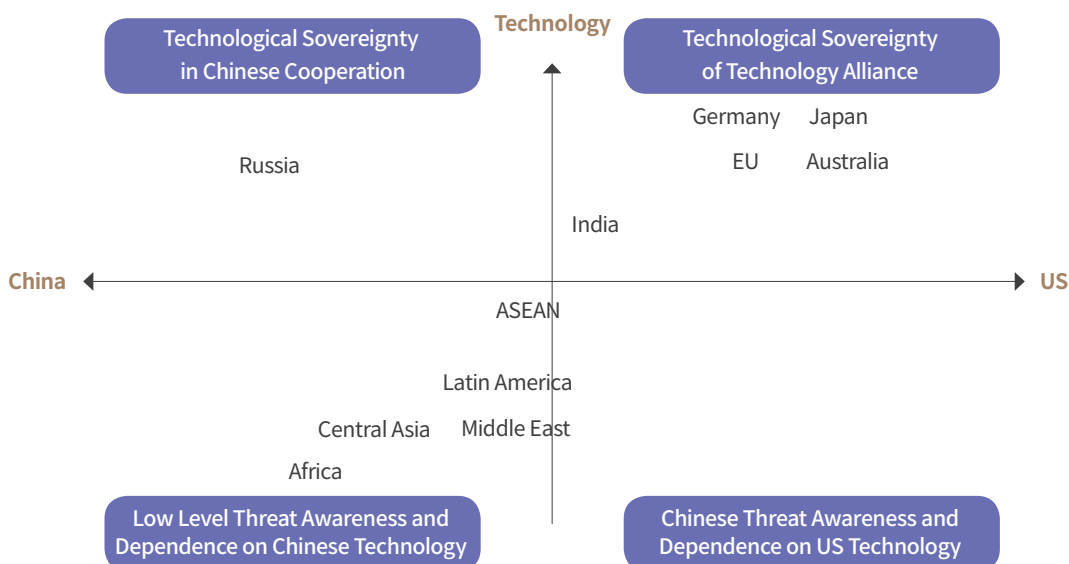 Technology
Technological Sovereignty
in Chinese Cooperation
Technological Sovereignty
of Technology Alliance
Germany Japan
Russia
EU Australia
India
China
US
ASEAN
Latin America
Central Asia Middle East
Africa
Low Level Threat Awareness and
Dependence on Chinese Technology
Chinese Threat Awareness and
Dependence on US Technology